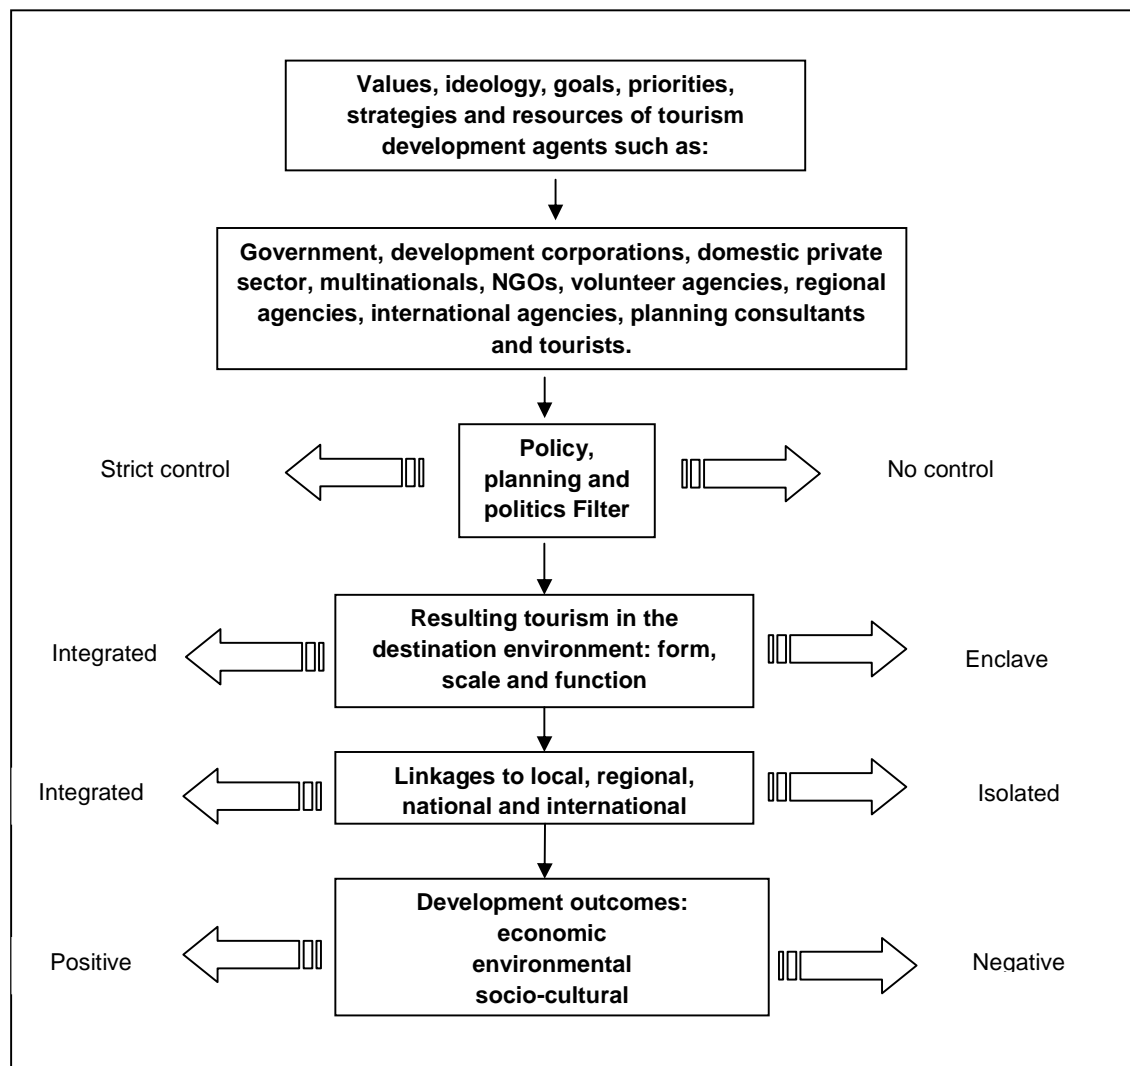 Values, ideology, goals, priorities,
strategies and resources of tourism
development agents such as:
Government, development corporations, domestic private
sector, multinationals, NGOs, volunteer agencies, regional
agencies, international agencies, planning consultants
and tourists.
Strict control
Policy,
planning and
politics Filter
No control
Integrated
Resulting tourism in the
destination environment: form,
scale and function
Enclave
Integrated
Linkages to local, regional,
national and international
Isolated
Positive
Development outcomes:
economic
environmental
socio-cultural
Negative